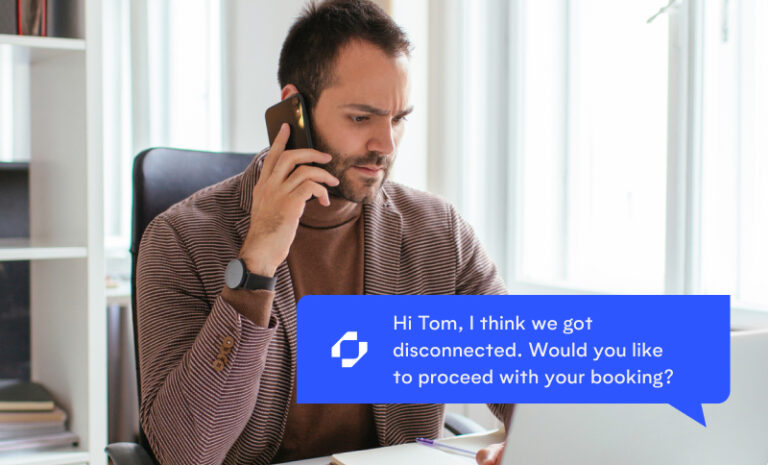 Hi Tom, I think we got
disconnected. Would you like
to proceed with your booking?